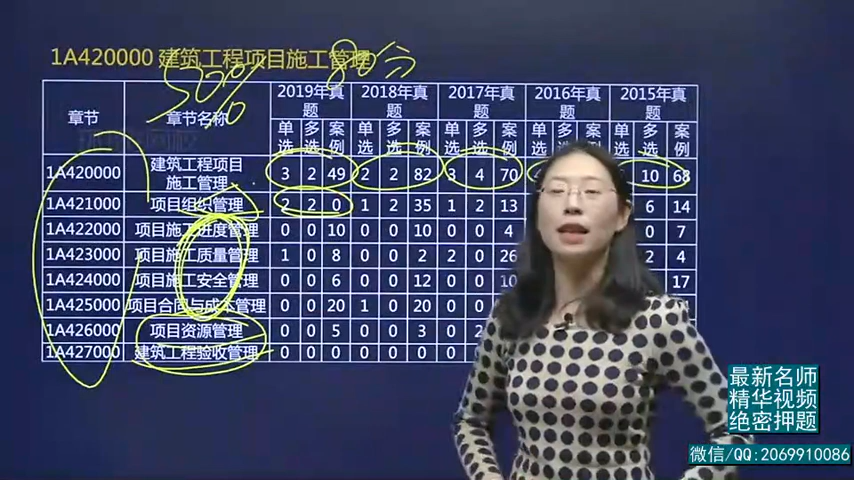 1A420000 建筑工程项目施工管理
50%
80分
章节 章节名称 2019年真题 2018年真题 2017年真题 2016年真题 2015年真题
单选 多选 案例 单选 多选 案例 单选 多选 案例 单选 多选 案例
1A420000 建筑工程项目施工管理 3 2 49 2 2 82 3 4 70 10 68
1A421000 项目组织管理 2 2 0 1 2 35 1 2 13 6 14
1A422000 项目施工进度管理 0 0 10 0 0 10 0 0 4 0 7
1A423000 项目施工质量管理 1 0 8 0 0 2 0 2 26 2 4
1A424000 项目施工安全管理 0 0 6 0 0 12 0 0 10 17
1A425000 项目合同与成本管理 0 0 20 1 0 20 0 0
1A426000 项目资源管理 0 0 5 0 0 3 0 2
1A427000 建筑工程验收管理 0 0 0 0 0 0 0 0
最新名师
精华视频
绝密押题
微信/QQ:2069910086